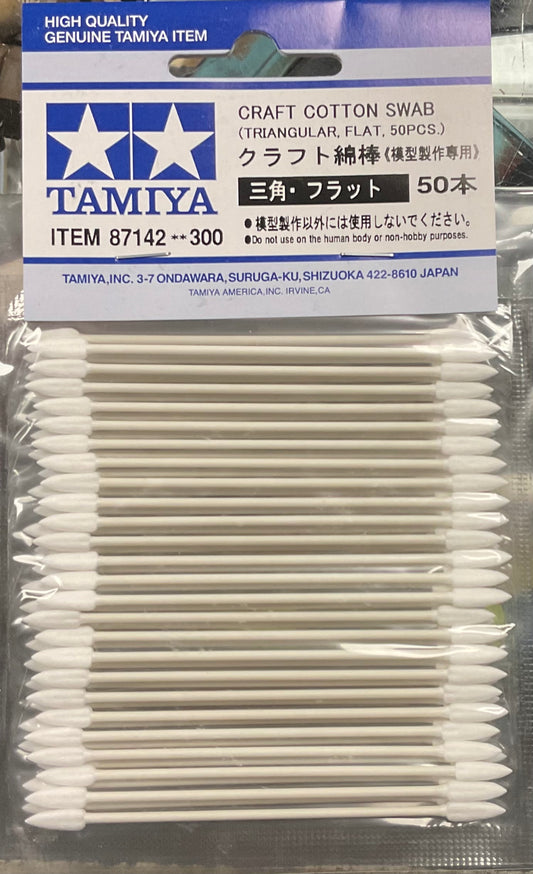 HIGH QUALITY
GENUINE TAMIYA ITEM
TAMIYA
ITEM 87142 **300
CRAFT COTTON SWAB
(TRIANGULAR, FLAT, 50PCS.)
クラフト綿棒《模型製作専用》
三角・フラット 50本
●模型製作以外には使用しないでください。
●Do not use on the human body or non-hobby purposes.
TAMIYA,INC. 3-7 ONDAWARA,SURUGA-KU,SHIZUOKA 422-8610 JAPAN
TAMIYA AMERICA,INC. IRVINE,CA